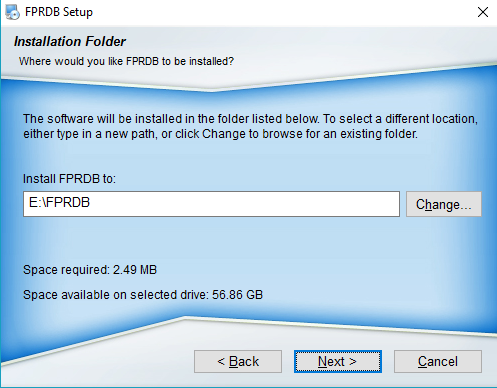 FPRDB Setup
Installation Folder
Where would you like FPRDB to be installed?
The software will be installed in the folder listed below. To select a different location,
either type in a new path, or click Change to browse for an existing folder.
Install FPRDB to:
E:\FPRDB
Change...
Space required: 2.49 MB
Space available on selected drive: 56.86 GB
< Back
Next >
Cancel